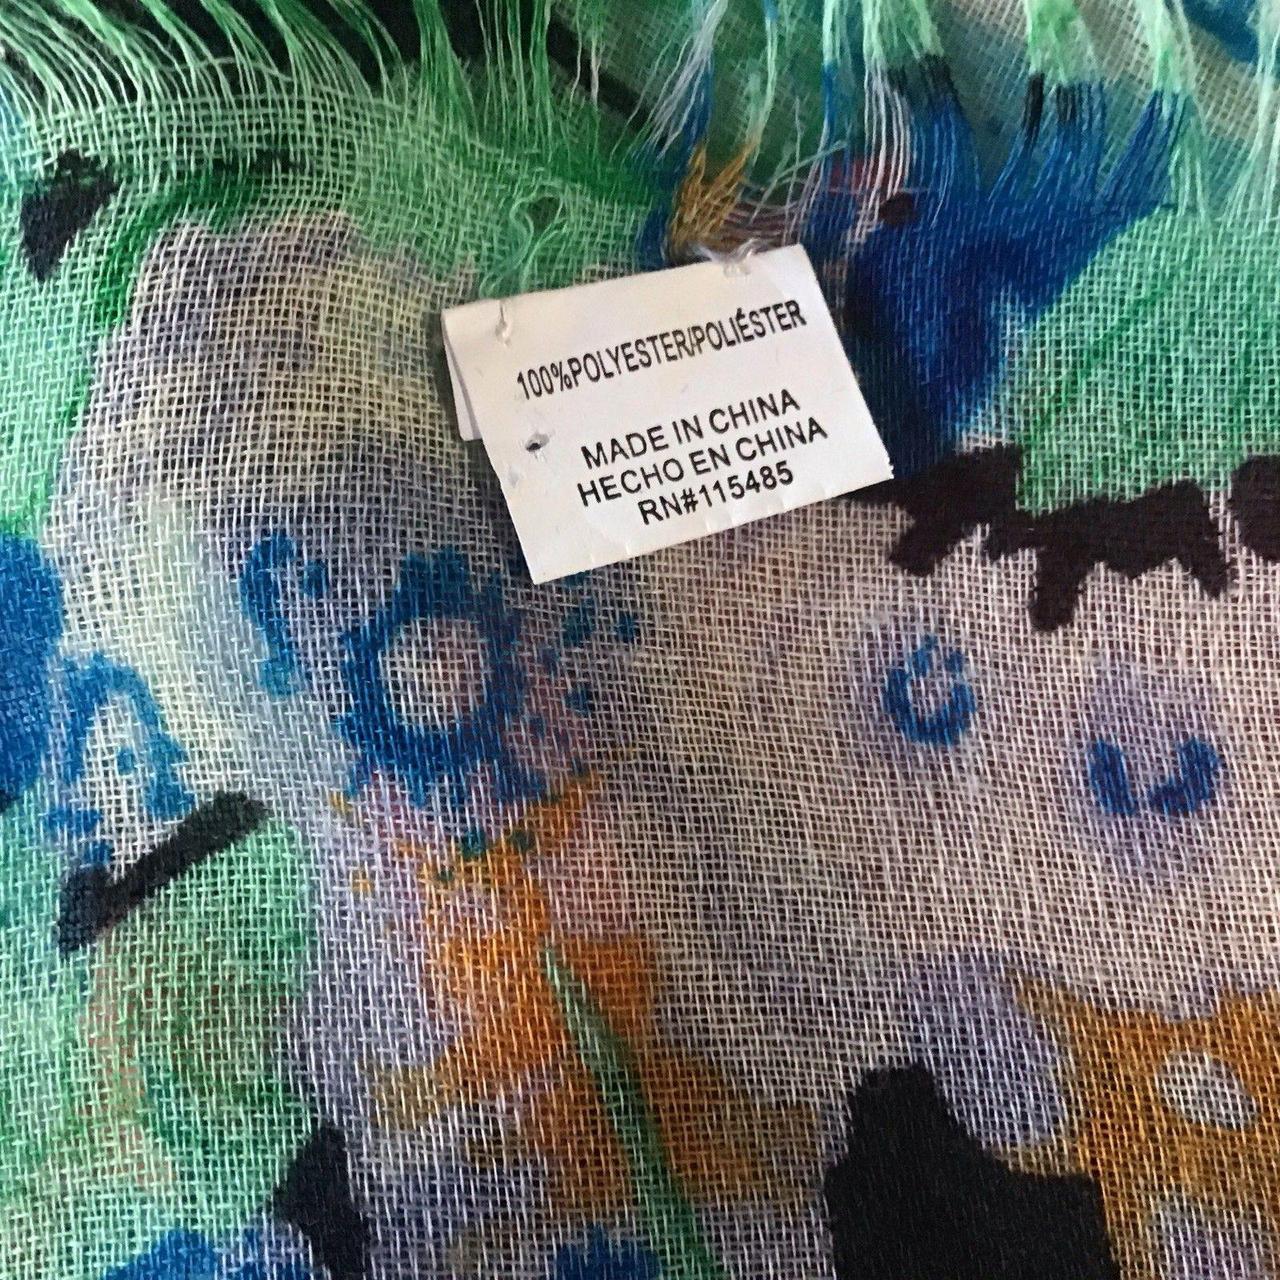 100%POLYESTER/POLIÉSTER
MADE IN CHINA
HECHO EN CHINA
RN#115485